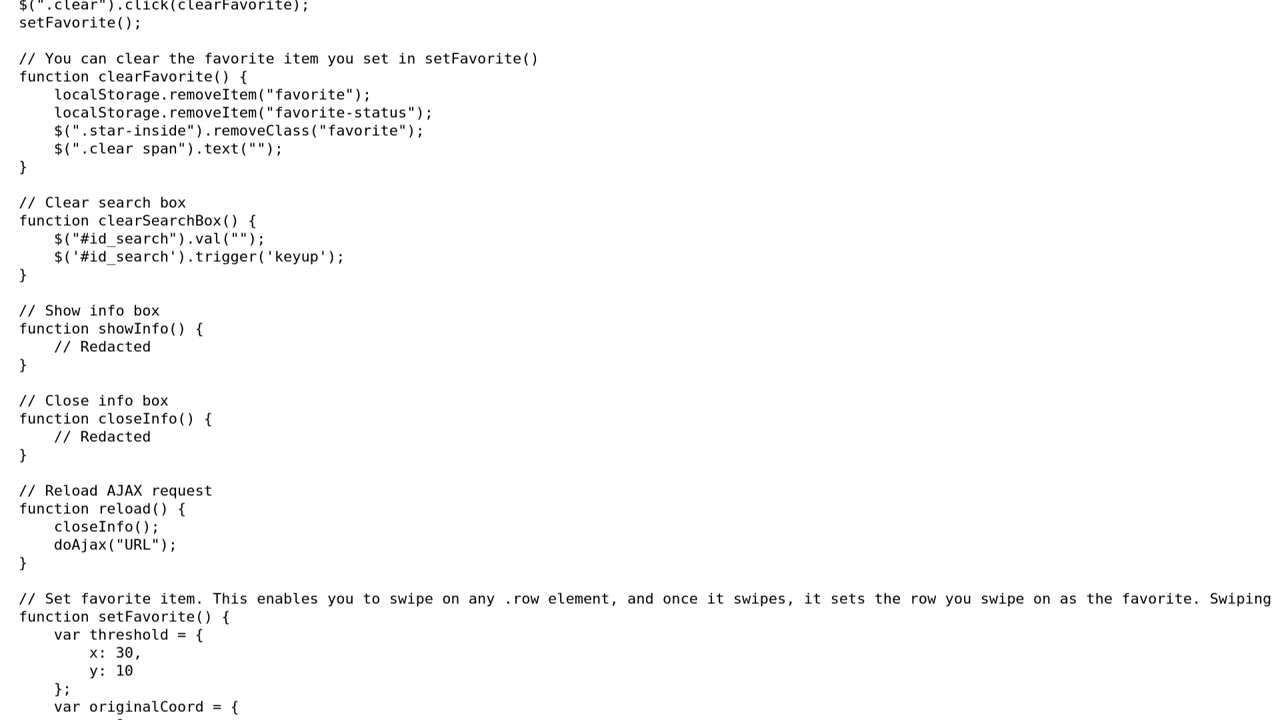 $(".clear").click(clearFavorite);
setFavorite();
// You can clear the favorite item you set in setFavorite()
function clearFavorite() {
localStorage.removeItem("favorite");
localStorage.removeItem("favorite-status");
$(".star-inside").removeClass("favorite");
$(".clear span").text("");
}
// Clear search box
function clearSearchBox() {
$("#id_search").val("");
$('#id_search').trigger('keyup');
}
// Show info box
function showInfo() {
// Redacted
}
// Close info box
function closeInfo() {
// Redacted
}
// Reload AJAX request
function reload() {
closeInfo();
doAjax("URL");
}
// Set favorite item. This enables you to swipe on any .row element, and once it swipes, it sets the row you swipe on as the favorite. Swiping
function setFavorite() {
var threshold = {
x: 30,
y: 10
};
var originalCoord = {